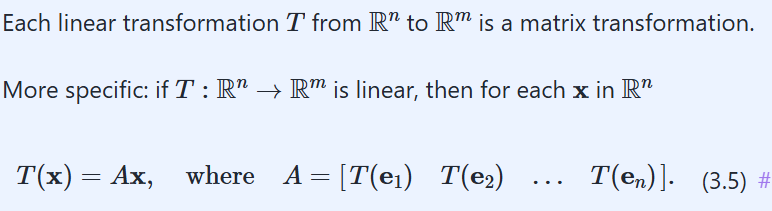 Each linear transformation T from ℝⁿ to ℝᵐ is a matrix transformation.
More specific: if T : ℝⁿ → ℝᵐ is linear, then for each x in ℝⁿ
T(x) = Ax, where A = [T(e₁) T(e₂) … T(eₙ)]. (3.5) #